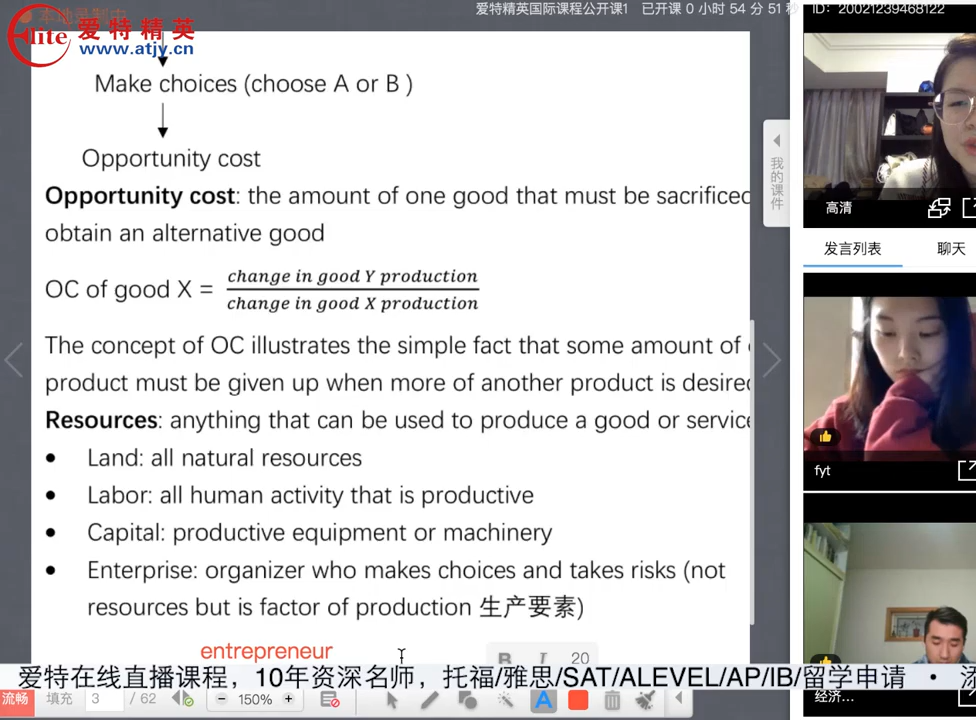 本地录制中
爱特精英国际课程公开课1 已开课 0 小时 54 分 51 秒
ID: 20021239468122
Elite 爱特精英
www.atjy.cn
Make choices (choose A or B )
Opportunity cost
Opportunity cost: the amount of one good that must be sacrificed
obtain an alternative good
OC of good X = change in good Y production
change in good X production
The concept of OC illustrates the simple fact that some amount of
product must be given up when more of another product is desired
Resources: anything that can be used to produce a good or service
• Land: all natural resources
• Labor: all human activity that is productive
• Capital: productive equipment or machinery
• Enterprise: organizer who makes choices and takes risks (not
resources but is factor of production 生产要素)
entrepreneur
B I 20
我的课件
高清
发言列表 聊天
fyt
经济...
爱特在线直播课程，10年资深名师，托福/雅思/SAT/ALEVEL/AP/IB/留学申请 •
流畅 填充 3 / 62 150% A